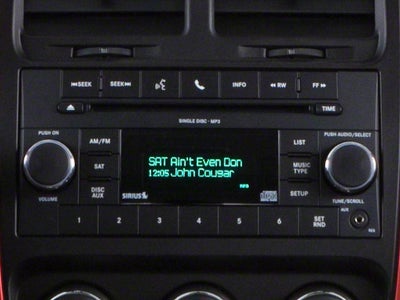 SEEK
SEEK
INFO
RW
FF
SINGLE DISC - MP3
TIME
PUSH ON
AM/FM
SAT
DISC AUX
VOLUME
SAT Ain't Even Don
12:05 John Cougar
MP3
SIRIUS
LIST
MUSIC TYPE
SETUP
PUSH AUDIO/SELECT
TUNE/SCROLL
1 2 3 4 5 6
SET RND
AUX